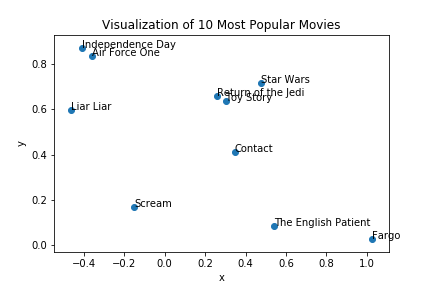 Visualization of 10 Most Popular Movies
Independence Day
Air Force One
Star Wars
Return of the Jedi
Toy Story
Liar Liar
Contact
Scream
The English Patient
Fargo
y
0.8
0.6
0.4
0.2
0.0
−0.4 −0.2 0.0 0.2 0.4 0.6 0.8 1.0
x